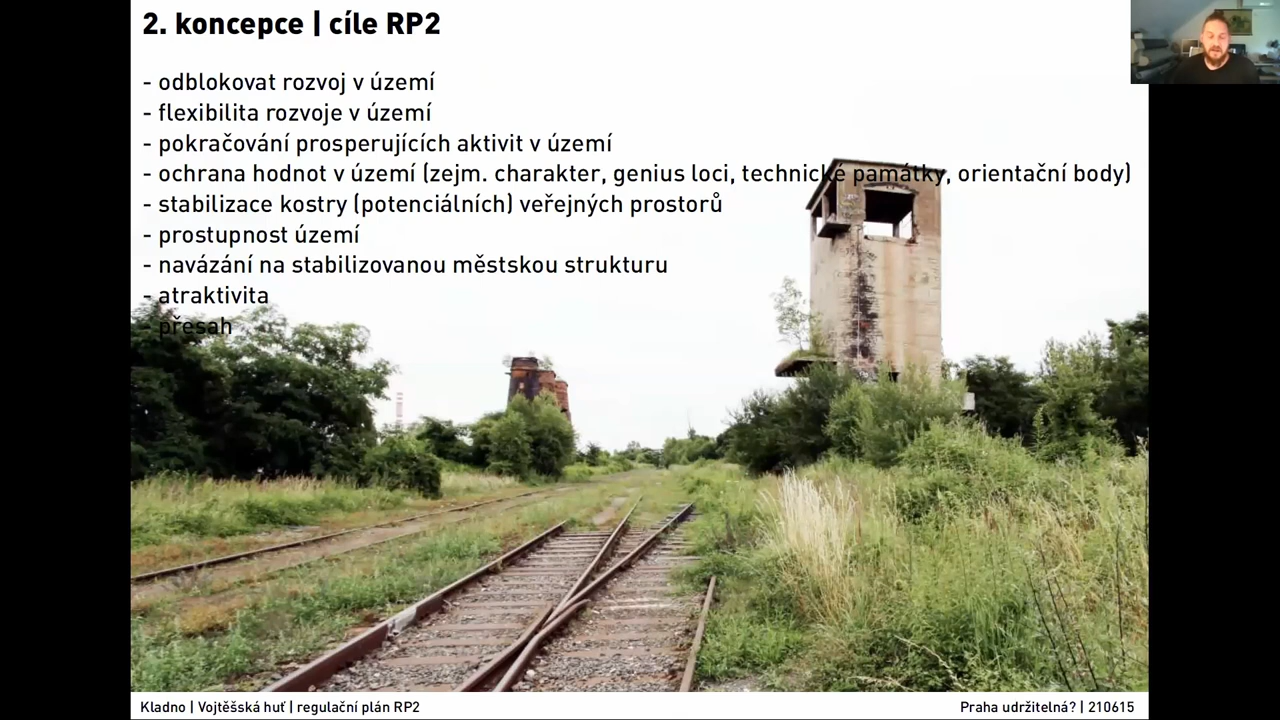 2. koncepce | cíle RP2
- odblokovat rozvoj v území
- flexibilita rozvoje v území
- pokračování prosperujících aktivit v území
- ochrana hodnot v území (zejm. charakter, genius loci, technické památky, orientační body)
- stabilizace kostry (potenciálních) veřejných prostorů
- prostupnost území
- navázání na stabilizovanou městskou strukturu
- atraktivita
- přesah
Kladno | Vojtěšská huť | regulační plán RP2
Praha udržitelná? | 210615